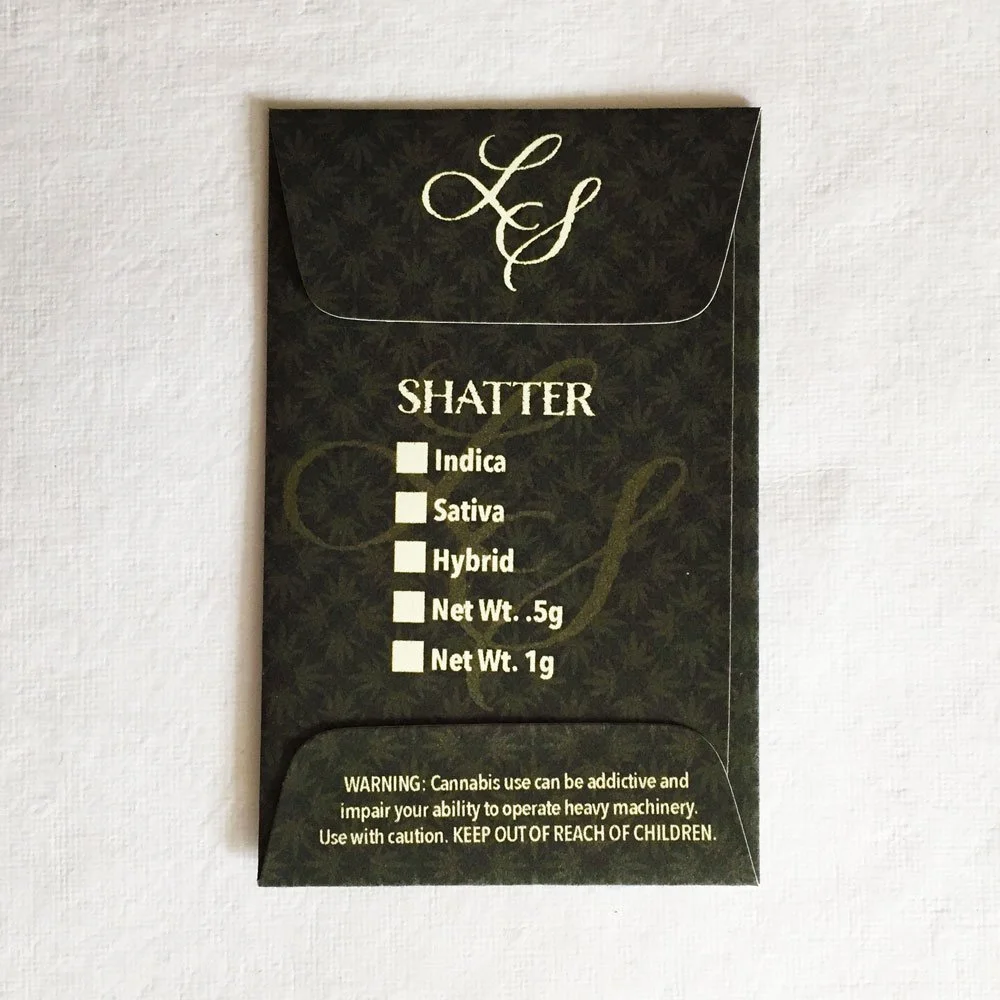 LS
SHATTER
Indica
Sativa
Hybrid
Net Wt. .5g
Net Wt. 1g
WARNING: Cannabis use can be addictive and
impair your ability to operate heavy machinery.
Use with caution. KEEP OUT OF REACH OF CHILDREN.